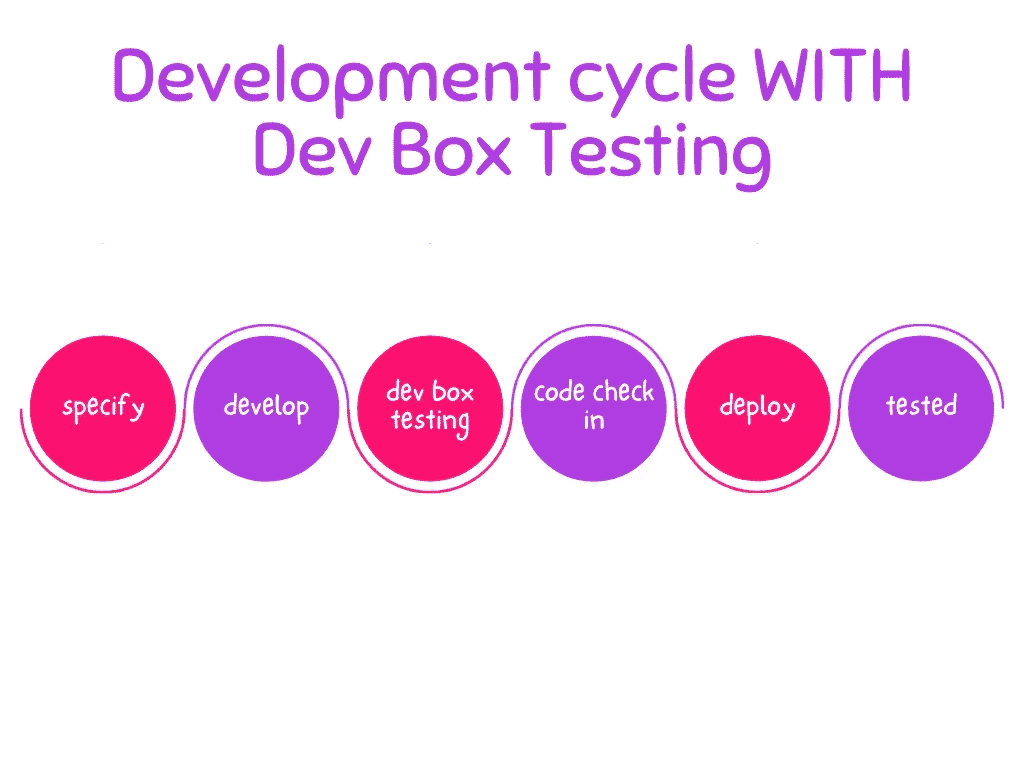 Development cycle WITH
Dev Box Testing
specify
develop
dev box
testing
code check
in
deploy
tested